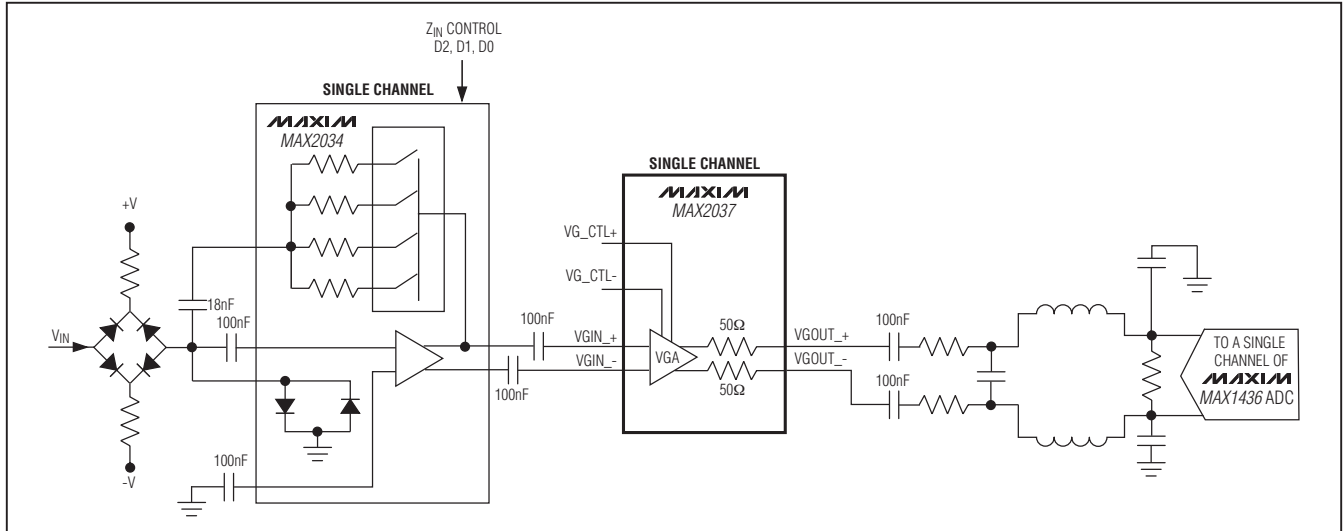 Z_IN CONTROL
D2, D1, D0
SINGLE CHANNEL
MAXIM
MAX2034
+V
18nF
100nF
V_IN
-V
100nF
100nF
100nF
SINGLE CHANNEL
MAXIM
MAX2037
VG_CTL+
VG_CTL-
VGIN_+
VGIN_-
VGA
50Ω
50Ω
VGOUT_+
VGOUT_-
100nF
100nF
TO A SINGLE
CHANNEL OF
MAXIM
MAX1436 ADC